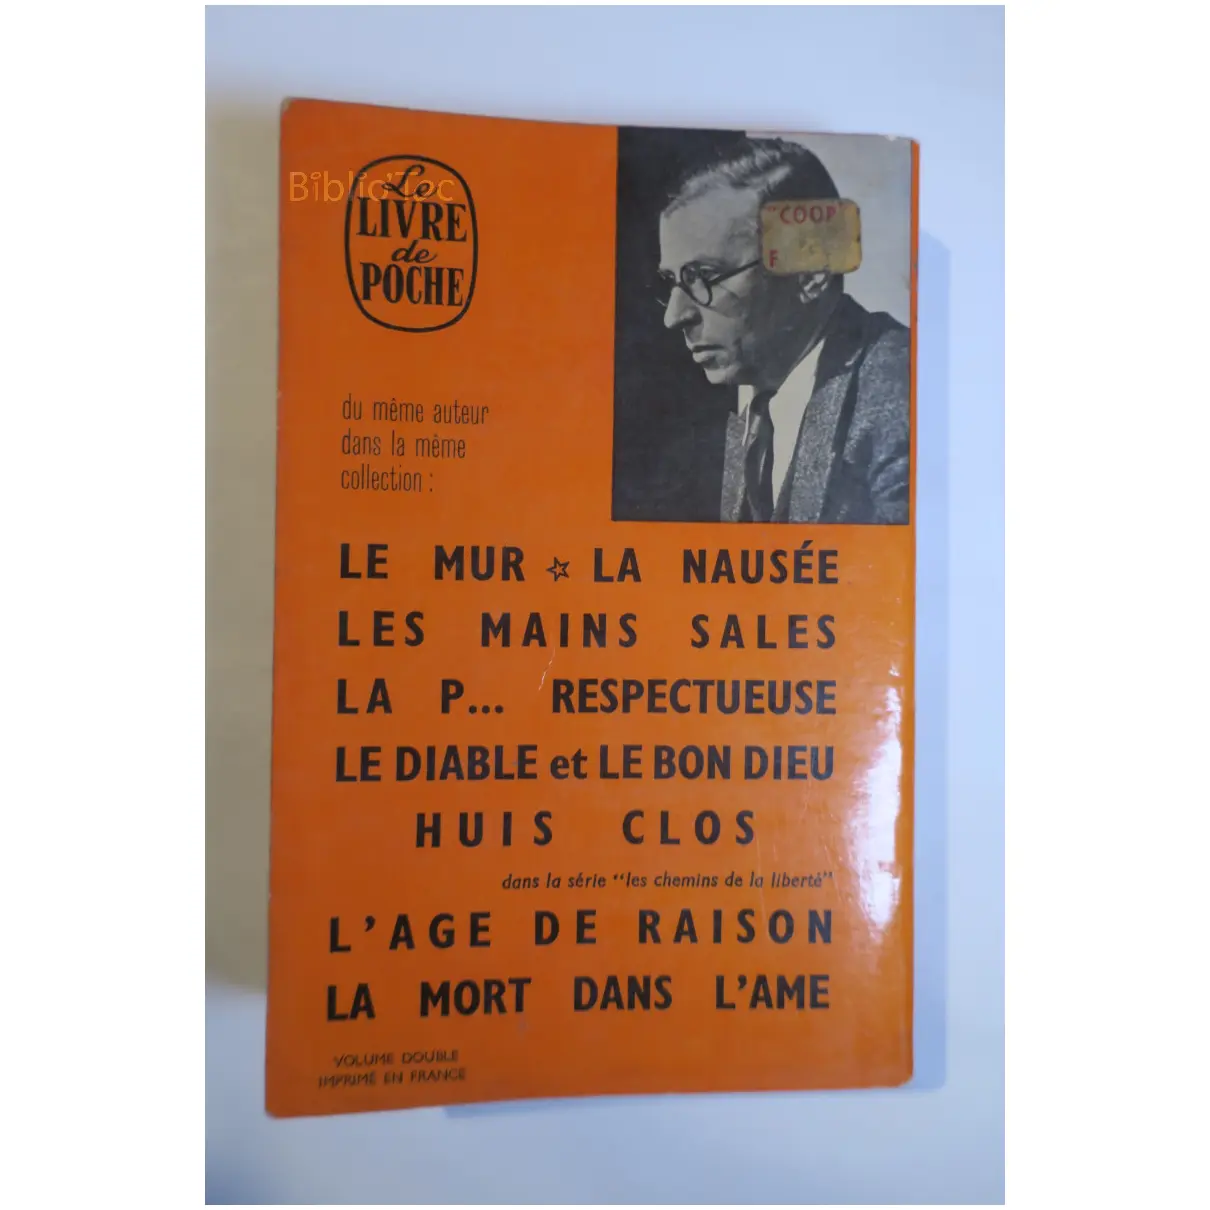 Biblio'Tec
Le
LIVRE
de
POCHE
"COOP"
F
du même auteur
dans la même
collection :
LE MUR ☆ LA NAUSÉE
LES MAINS SALES
LA P... RESPECTUEUSE
LE DIABLE et LE BON DIEU
HUIS CLOS
dans la série "les chemins de la liberté"
L'AGE DE RAISON
LA MORT DANS L'AME
VOLUME DOUBLE
IMPRIMÉ EN FRANCE